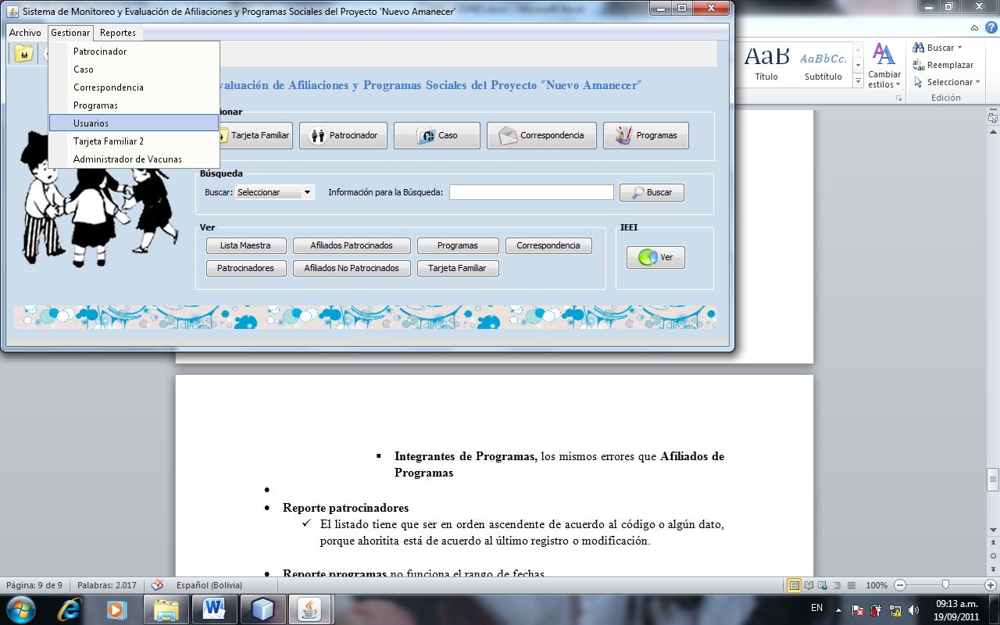 Sistema de Monitoreo y Evaluación de Afiliaciones y Programas Sociales del Proyecto 'Nuevo Amanecer'
Archivo Gestionar Reportes
Patrocinador
Caso
Correspondencia
Programas
Usuarios
Tarjeta Familiar 2
Administrador de Vacunas
valuación de Afiliaciones y Programas Sociales del Proyecto "Nuevo Amanecer"
ionar
Tarjeta Familiar Patrocinador Caso Correspondencia Programas
Búsqueda
Buscar: Seleccionar Información para la Búsqueda: Buscar
Ver
Lista Maestra Afiliados Patrocinados Programas Correspondencia
Patrocinadores Afiliados No Patrocinados Tarjeta Familiar
IEEI
Ver
AaB AaBbCc.
Título Subtítulo
Cambiar
estilos
Buscar
Reemplazar
Seleccionar
Edición
Integrantes de Programas, los mismos errores que Afiliados de
Programas
Reporte patrocinadores
El listado tiene que ser en orden ascendente de acuerdo al código o algún dato,
porque ahoritita está de acuerdo al último registro o modificación.
Reporte programas no funciona el rango de fechas
Página: 9 de 9 Palabras: 2.017 Español (Bolivia) 100%
EN 09:13 a.m.
19/09/2011